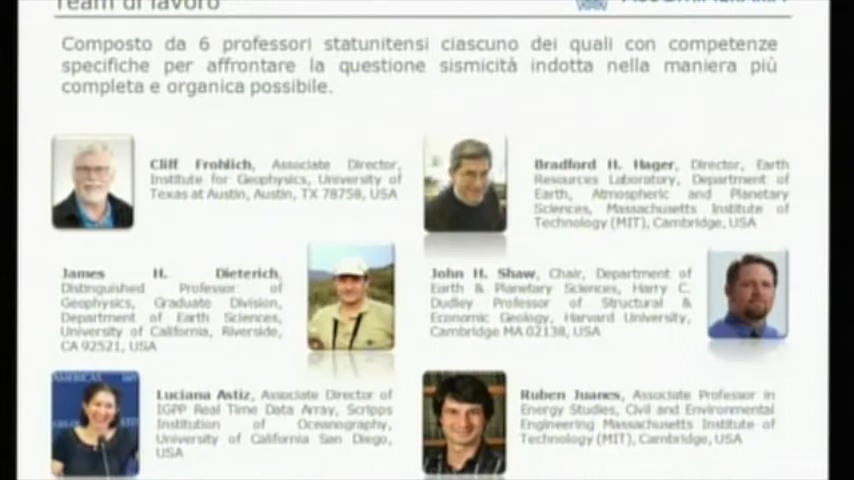 Team di lavoro
Composto da 6 professori statunitensi ciascuno dei quali con competenze
specifiche per affrontare la questione sismicità indotta nella maniera più
completa e organica possibile.
Cliff Frohlich, Associate Director,
Institute for Geophysics, University of
Texas at Austin, Austin, TX 78758, USA
Bradford H. Hager, Director, Earth
Resources Laboratory, Department of
Earth, Atmospheric and Planetary
Sciences, Massachusetts Institute of
Technology (MIT), Cambridge, USA
James H. Dieterich,
Distinguished Professor of
Geophysics, Graduate Division,
Department of Earth Sciences,
University of California, Riverside,
CA 92521, USA
John H. Shaw, Chair, Department of
Earth & Planetary Sciences, Harry C.
Dudley Professor of Structural &
Economic Geology, Harvard University,
Cambridge MA 02138, USA
AMERICAS
Luciana Astiz, Associate Director of
IGPP Real Time Data Array, Scripps
Institution of Oceanography,
University of California San Diego,
USA
Ruben Juanes, Associate Professor in
Energy Studies, Civil and Environmental
Engineering Massachusetts Institute of
Technology (MIT), Cambridge, USA